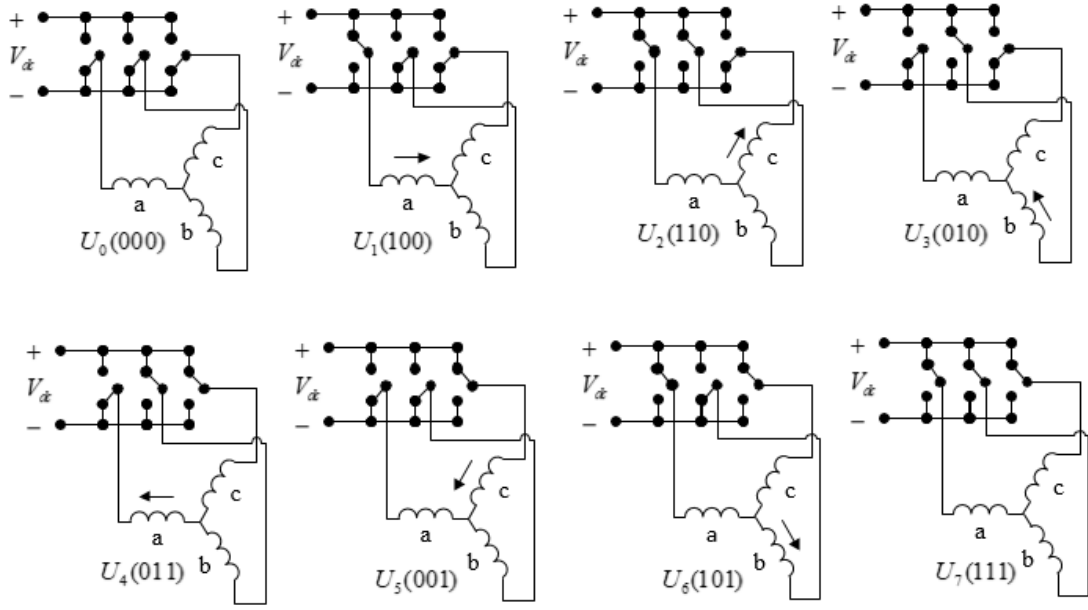 +
V_dc
−
c
a
b
U_0(000)
+
V_dc
−
c
a
b
U_1(100)
+
V_dc
−
c
a
b
U_2(110)
+
V_dc
−
c
a
b
U_3(010)
+
V_dc
−
c
a
b
U_4(011)
+
V_dc
−
c
a
b
U_5(001)
+
V_dc
−
c
a
b
U_6(101)
+
V_dc
−
c
a
b
U_7(111)